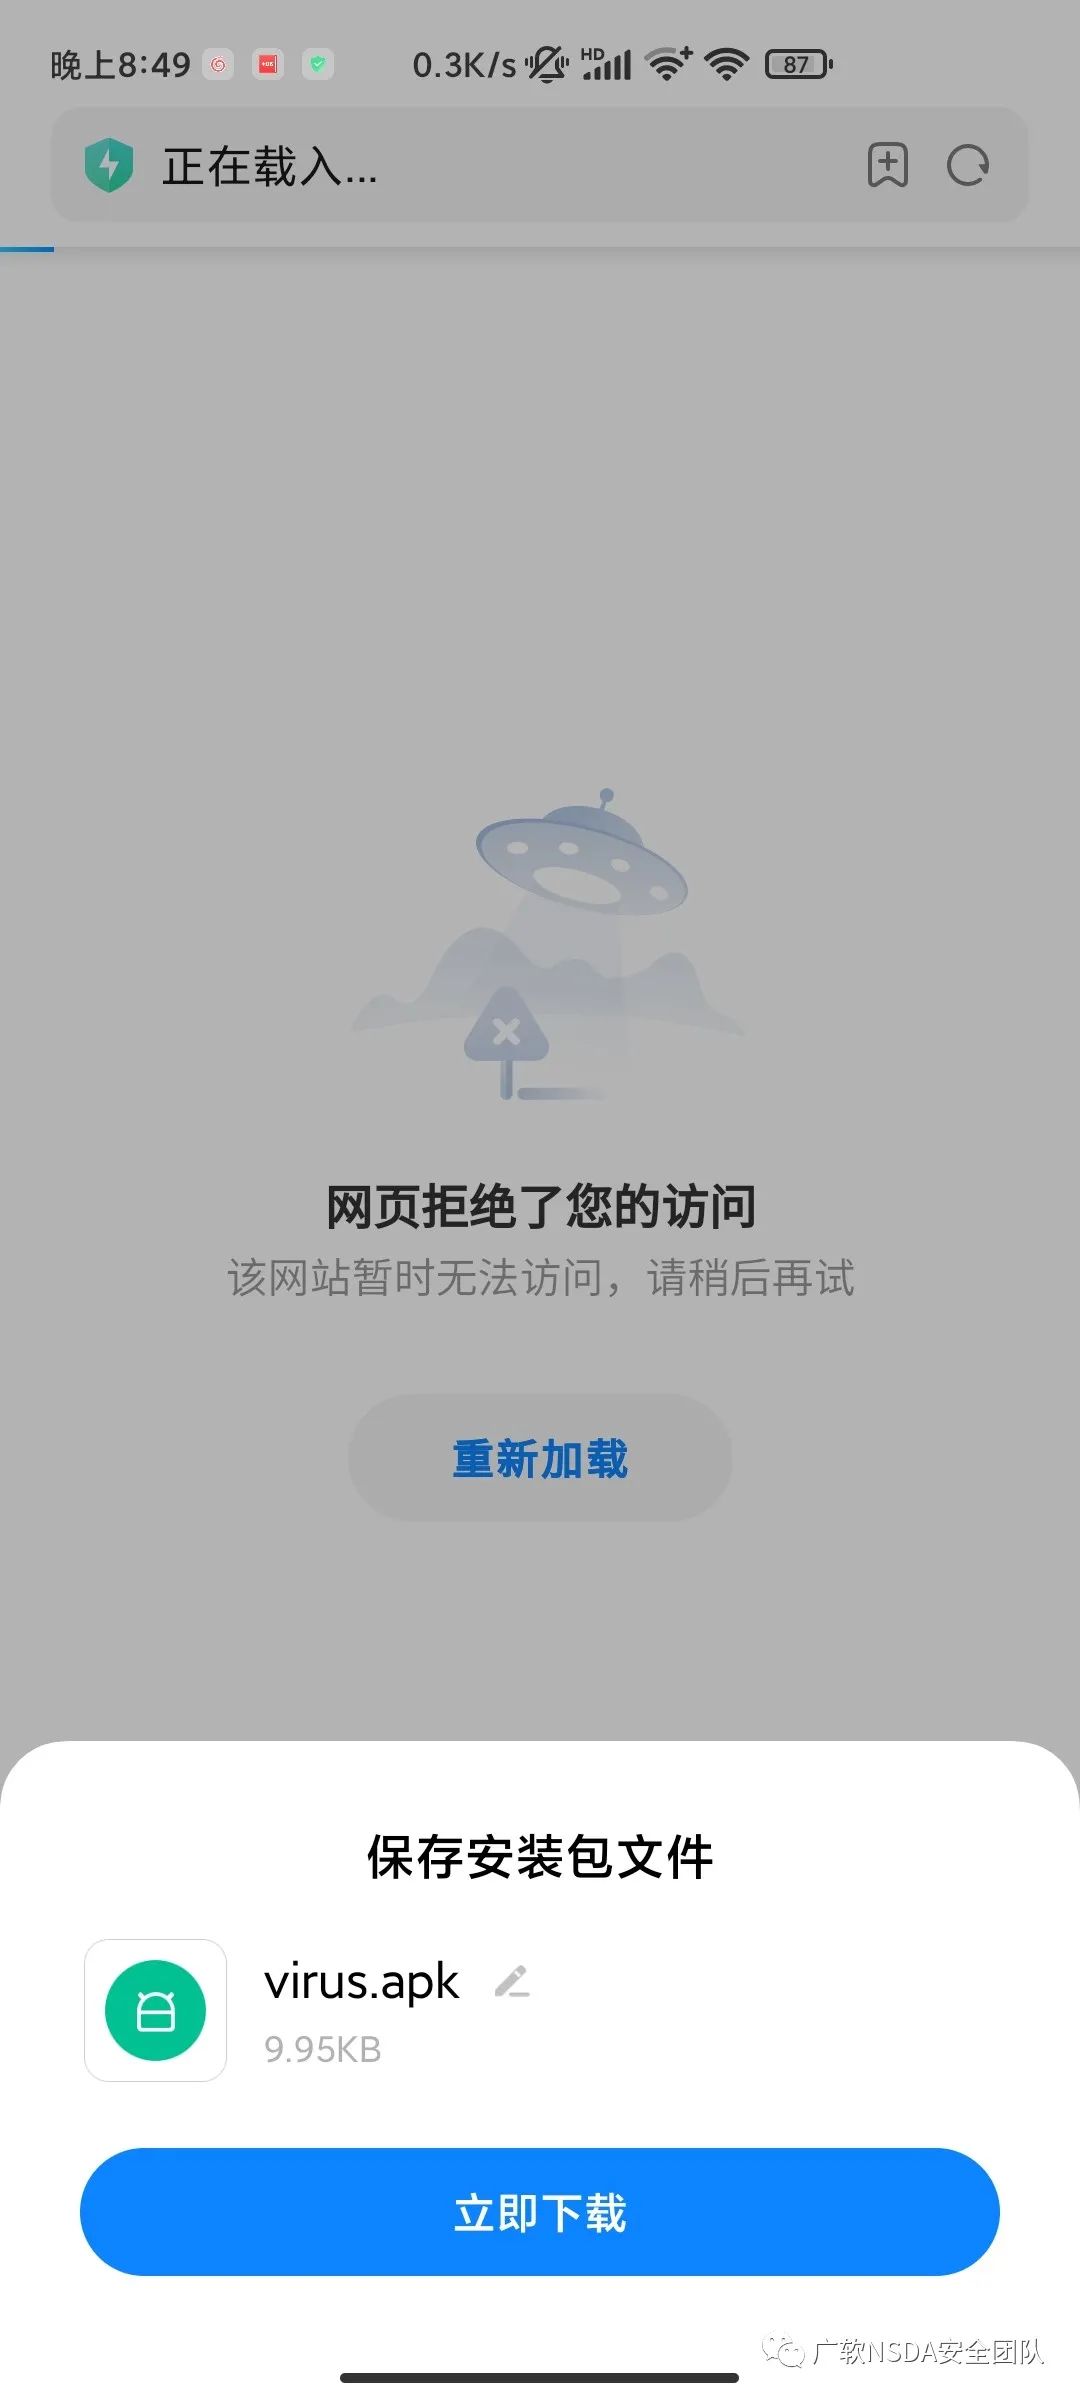 晚上8:49 0.3K/s HD 87
正在载入...
网页拒绝了您的访问
该网站暂时无法访问，请稍后再试
重新加载
保存安装包文件
virus.apk
9.95KB
立即下载
广软NSDA安全团队